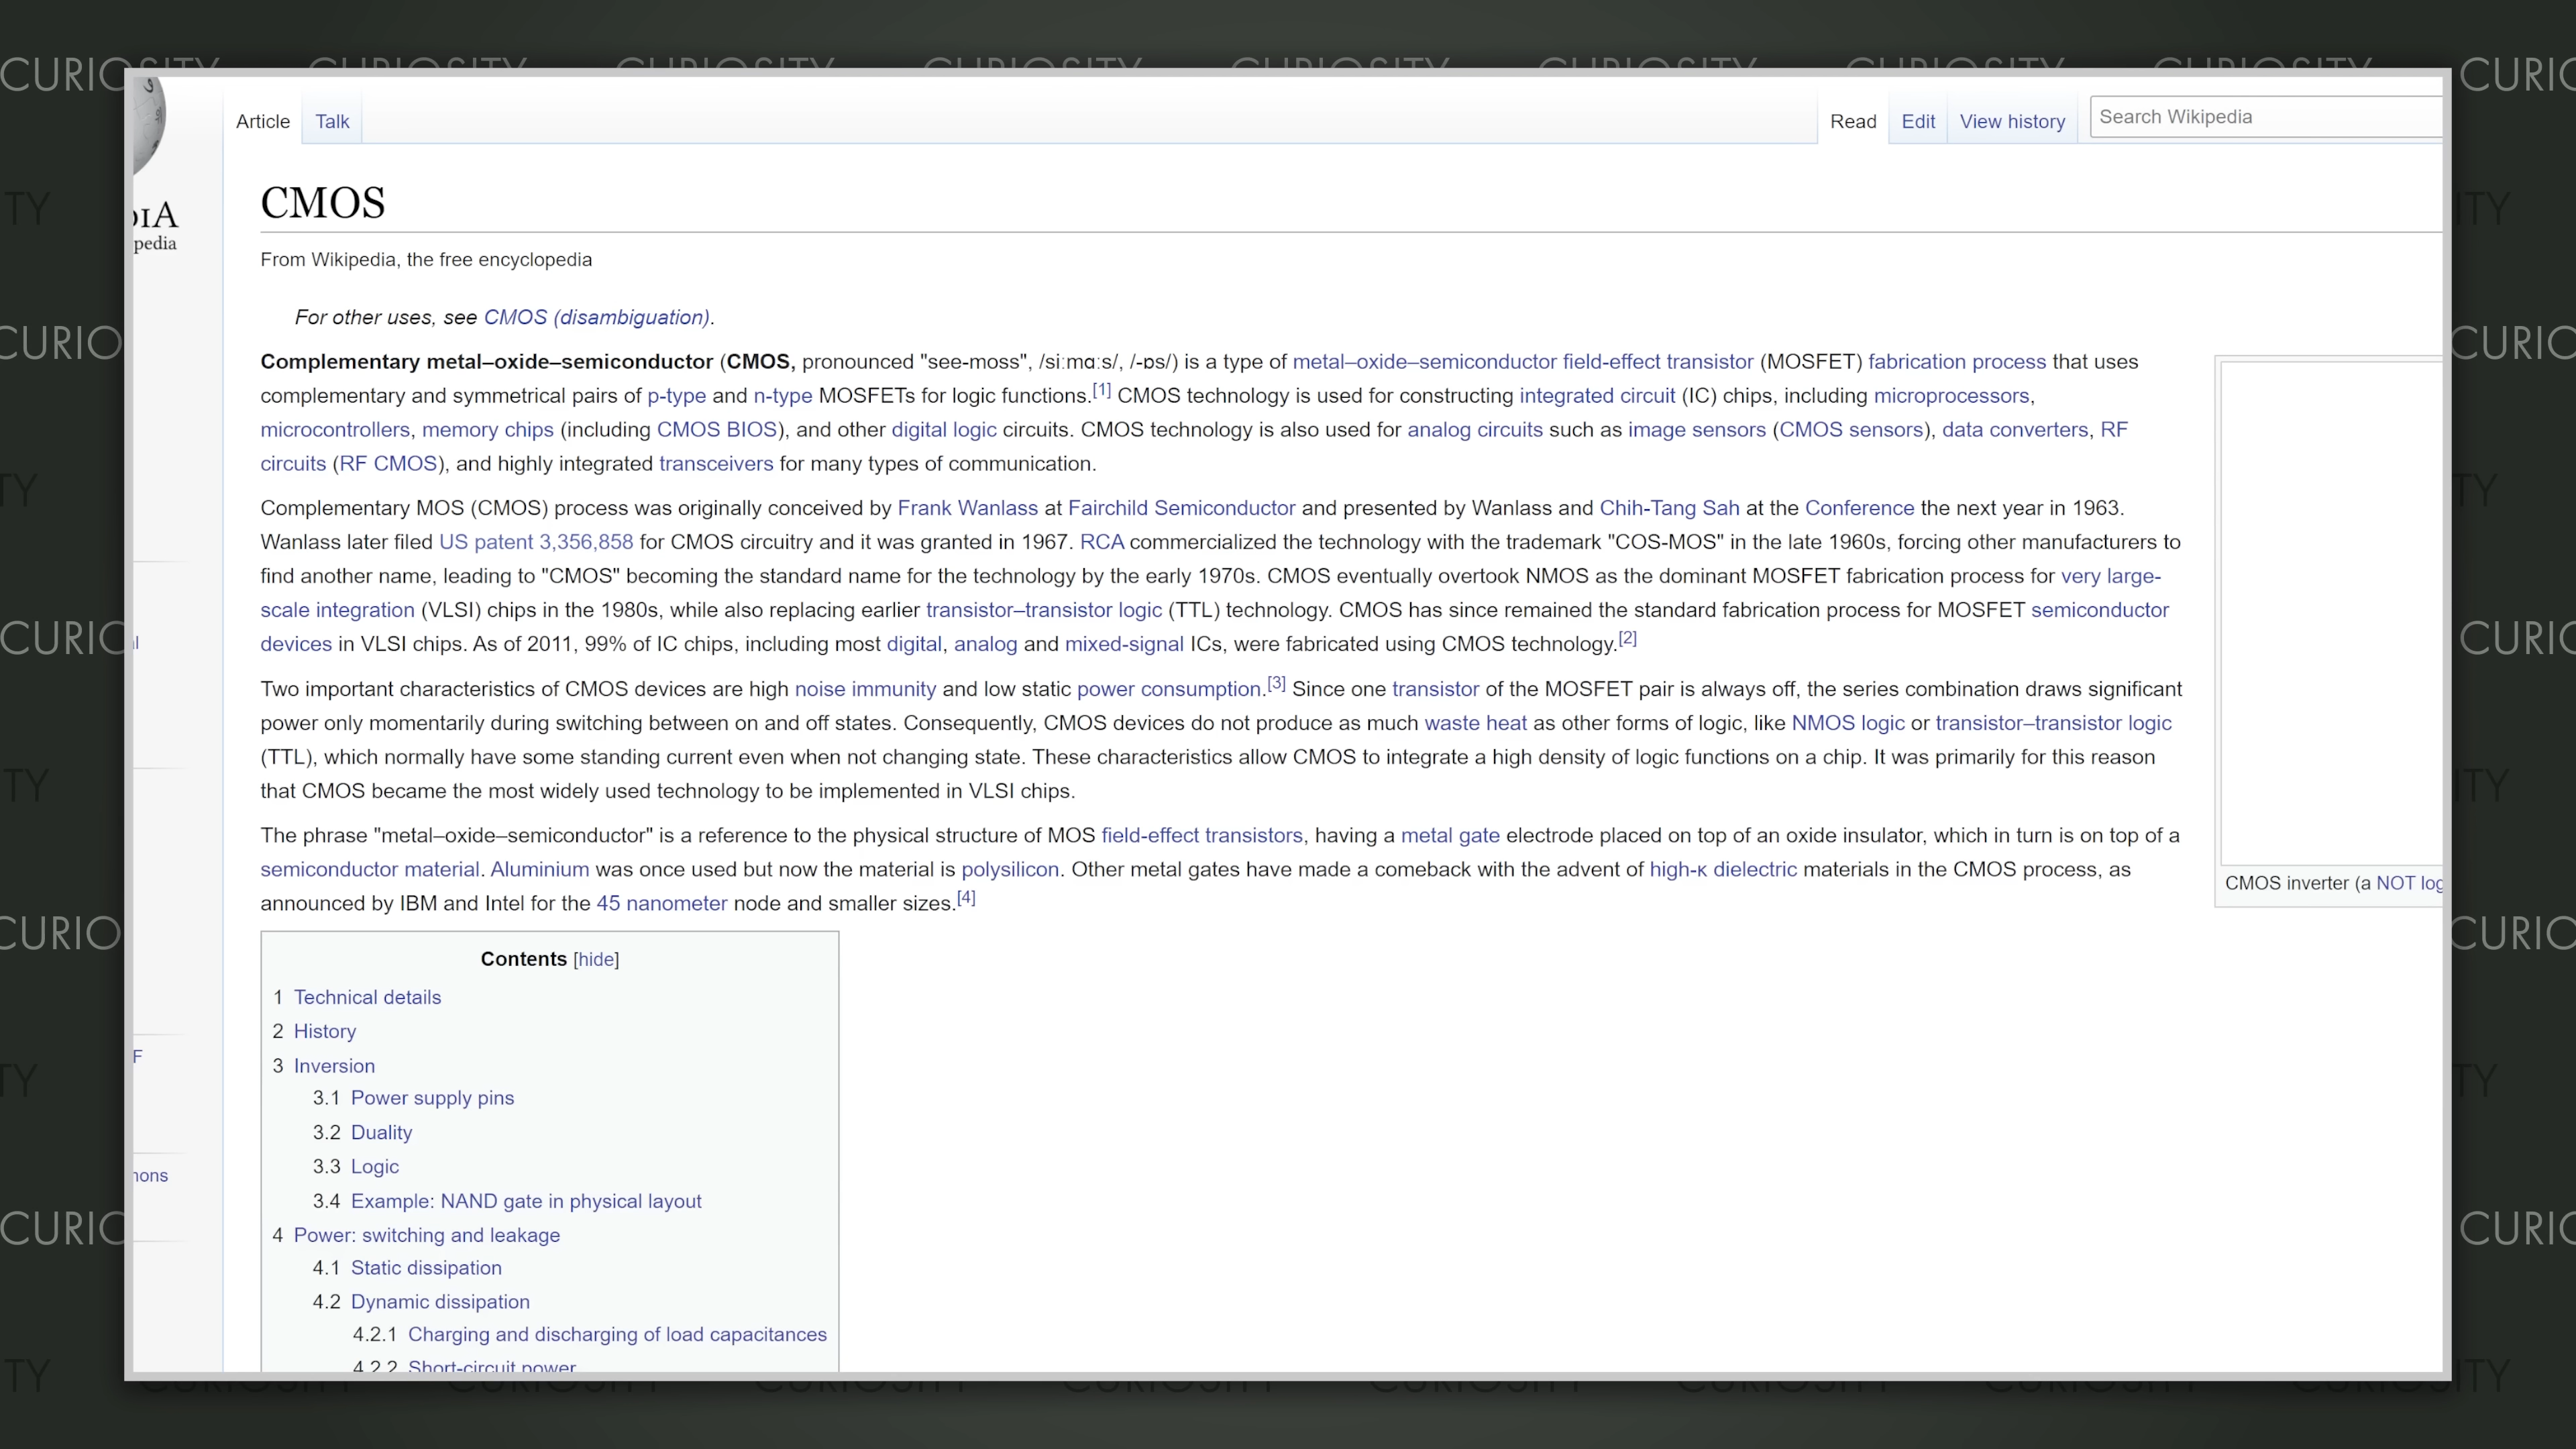 CURIOSITY CURIOSITY CURIOSITY CURIOSITY CURIOSITY CURIOSITY CURIOSITY CURIOSITY CURIO
Article Talk Read Edit View history Search Wikipedia
DIA
pedia
CMOS
From Wikipedia, the free encyclopedia
For other uses, see CMOS (disambiguation).
Complementary metal–oxide–semiconductor (CMOS, pronounced "see-moss", /siːmɑːs/, /-ɒs/) is a type of metal–oxide–semiconductor field-effect transistor (MOSFET) fabrication process that uses
complementary and symmetrical pairs of p-type and n-type MOSFETs for logic functions.[1] CMOS technology is used for constructing integrated circuit (IC) chips, including microprocessors,
microcontrollers, memory chips (including CMOS BIOS), and other digital logic circuits. CMOS technology is also used for analog circuits such as image sensors (CMOS sensors), data converters, RF
circuits (RF CMOS), and highly integrated transceivers for many types of communication.
Complementary MOS (CMOS) process was originally conceived by Frank Wanlass at Fairchild Semiconductor and presented by Wanlass and Chih-Tang Sah at the Conference the next year in 1963.
Wanlass later filed US patent 3,356,858 for CMOS circuitry and it was granted in 1967. RCA commercialized the technology with the trademark "COS-MOS" in the late 1960s, forcing other manufacturers to
find another name, leading to "CMOS" becoming the standard name for the technology by the early 1970s. CMOS eventually overtook NMOS as the dominant MOSFET fabrication process for very large-
scale integration (VLSI) chips in the 1980s, while also replacing earlier transistor–transistor logic (TTL) technology. CMOS has since remained the standard fabrication process for MOSFET semiconductor
devices in VLSI chips. As of 2011, 99% of IC chips, including most digital, analog and mixed-signal ICs, were fabricated using CMOS technology.[2]
Two important characteristics of CMOS devices are high noise immunity and low static power consumption.[3] Since one transistor of the MOSFET pair is always off, the series combination draws significant
power only momentarily during switching between on and off states. Consequently, CMOS devices do not produce as much waste heat as other forms of logic, like NMOS logic or transistor–transistor logic
(TTL), which normally have some standing current even when not changing state. These characteristics allow CMOS to integrate a high density of logic functions on a chip. It was primarily for this reason
that CMOS became the most widely used technology to be implemented in VLSI chips.
The phrase "metal–oxide–semiconductor" is a reference to the physical structure of MOS field-effect transistors, having a metal gate electrode placed on top of an oxide insulator, which in turn is on top of a
semiconductor material. Aluminium was once used but now the material is polysilicon. Other metal gates have made a comeback with the advent of high-κ dielectric materials in the CMOS process, as
announced by IBM and Intel for the 45 nanometer node and smaller sizes.[4]
CMOS inverter (a NOT log
Contents [hide]
1 Technical details
2 History
3 Inversion
3.1 Power supply pins
3.2 Duality
3.3 Logic
3.4 Example: NAND gate in physical layout
4 Power: switching and leakage
4.1 Static dissipation
4.2 Dynamic dissipation
4.2.1 Charging and discharging of load capacitances
4.2.2 Short-circuit power